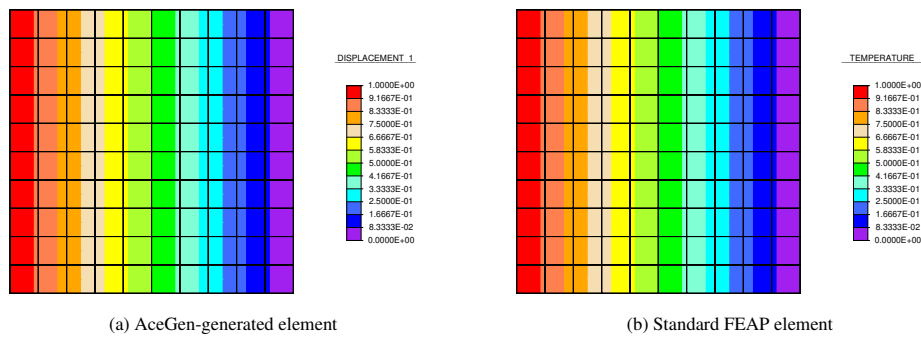 DISPLACEMENT 1
1.0000E+00
9.1667E-01
8.3333E-01
7.5000E-01
6.6667E-01
5.8333E-01
5.0000E-01
4.1667E-01
3.3333E-01
2.5000E-01
1.6667E-01
8.3333E-02
0.0000E+00
(a) AceGen-generated element
TEMPERATURE
1.0000E+00
9.1667E-01
8.3333E-01
7.5000E-01
6.6667E-01
5.8333E-01
5.0000E-01
4.1667E-01
3.3333E-01
2.5000E-01
1.6667E-01
8.3333E-02
0.0000E+00
(b) Standard FEAP element